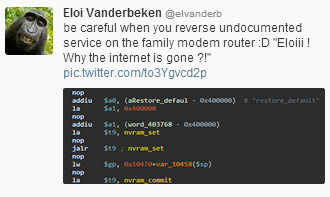 Eloi Vanderbeken @elvanderb
be careful when you reverse undocumented
service on the family modem router :D "Eloiii !
Why the internet is gone ?!"
pic.twitter.com/to3Ygvcd2p
nop
addiu $a0, (aRestore_defaul - 0x400000) # "restore_default"
la $a1, 0x400000
nop
addiu $a1, (word_403768 - 0x400000)
la $t9, nvram_set
nop
jalr $t9 ; nvram_set
nop
lw $gp, 0x10470+var_10458($sp)
nop
la $t9, nvram_commit